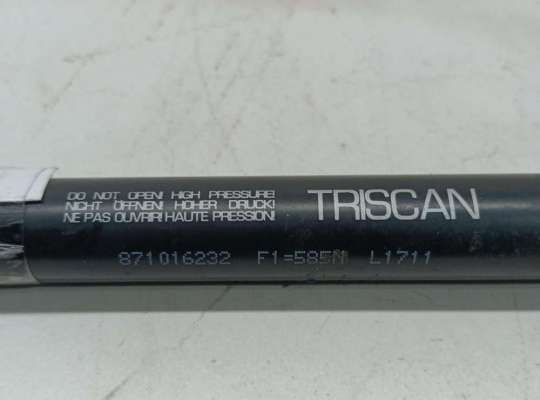 DO NOT OPEN! HIGH PRESSURE!
NICHT ÖFFNEN! HOHER DRUCK!
NE PAS OUVRIR! HAUTE PRESSION!
TRISCAN
871016232 F1=585N L1711